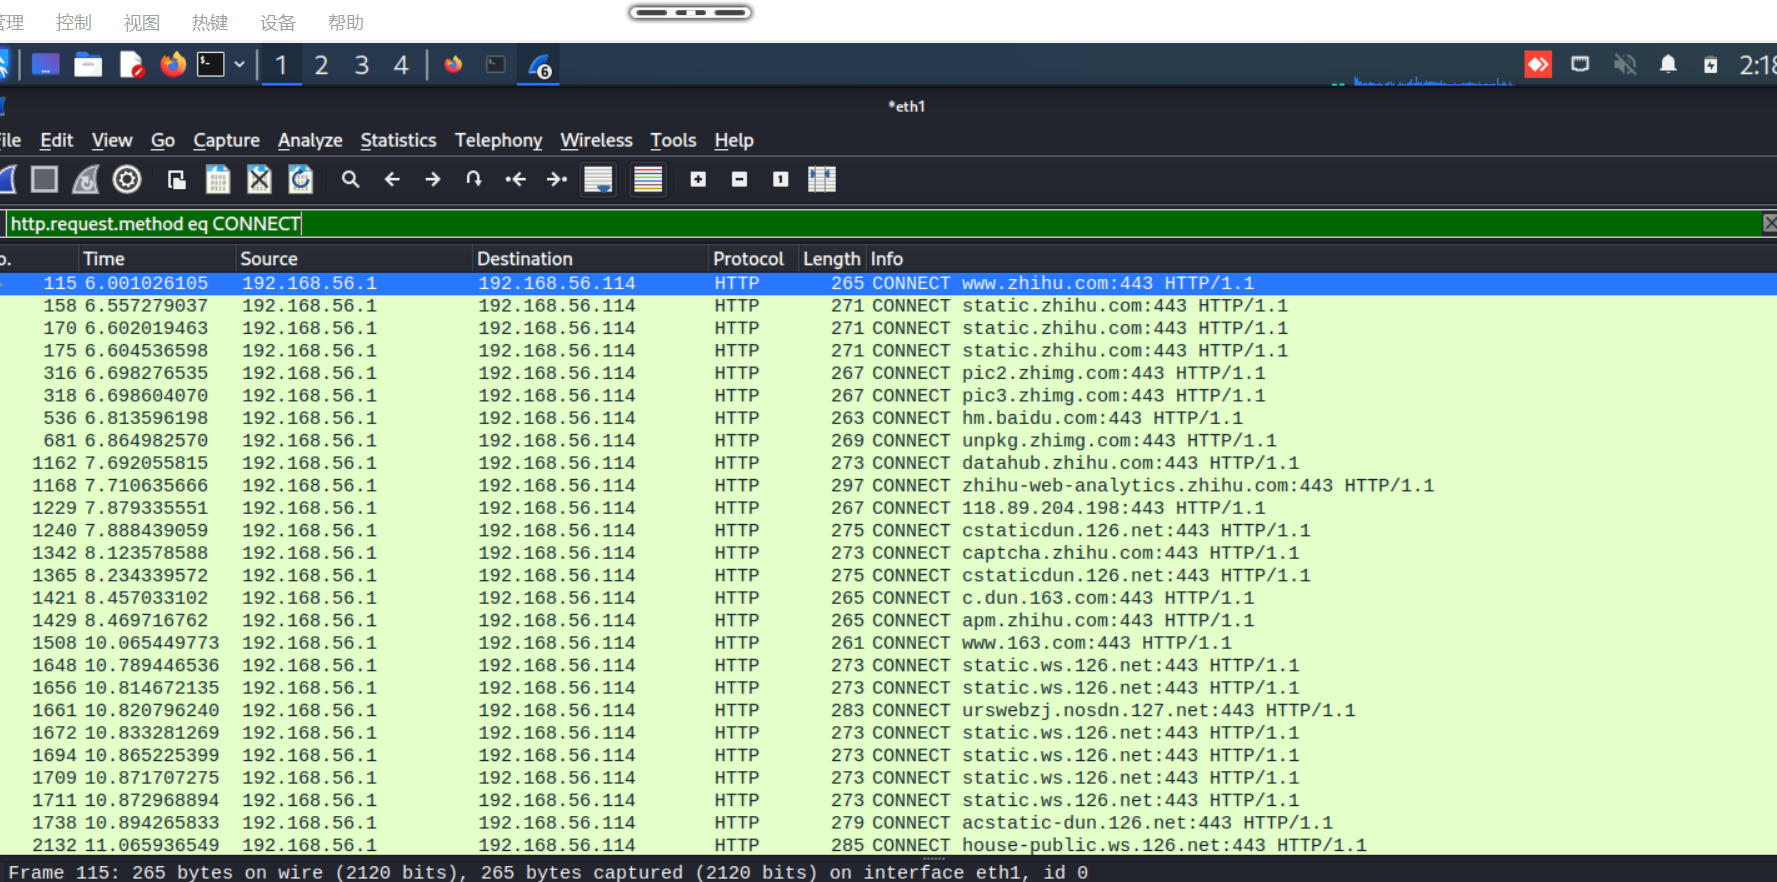 管理 控制 视图 热键 设备 帮助
1 2 3 4 6 2:18
*eth1
File Edit View Go Capture Analyze Statistics Telephony Wireless Tools Help
http.request.method eq CONNECT
o. Time Source Destination Protocol Length Info
115 6.001026105 192.168.56.1 192.168.56.114 HTTP 265 CONNECT www.zhihu.com:443 HTTP/1.1
158 6.557279037 192.168.56.1 192.168.56.114 HTTP 271 CONNECT static.zhihu.com:443 HTTP/1.1
170 6.602019463 192.168.56.1 192.168.56.114 HTTP 271 CONNECT static.zhihu.com:443 HTTP/1.1
175 6.604536598 192.168.56.1 192.168.56.114 HTTP 271 CONNECT static.zhihu.com:443 HTTP/1.1
316 6.698276535 192.168.56.1 192.168.56.114 HTTP 267 CONNECT pic2.zhimg.com:443 HTTP/1.1
318 6.698604070 192.168.56.1 192.168.56.114 HTTP 267 CONNECT pic3.zhimg.com:443 HTTP/1.1
536 6.813596198 192.168.56.1 192.168.56.114 HTTP 263 CONNECT hm.baidu.com:443 HTTP/1.1
681 6.864982570 192.168.56.1 192.168.56.114 HTTP 269 CONNECT unpkg.zhimg.com:443 HTTP/1.1
1162 7.692055815 192.168.56.1 192.168.56.114 HTTP 273 CONNECT datahub.zhihu.com:443 HTTP/1.1
1168 7.710635666 192.168.56.1 192.168.56.114 HTTP 297 CONNECT zhihu-web-analytics.zhihu.com:443 HTTP/1.1
1229 7.879335551 192.168.56.1 192.168.56.114 HTTP 267 CONNECT 118.89.204.198:443 HTTP/1.1
1240 7.888439059 192.168.56.1 192.168.56.114 HTTP 275 CONNECT cstaticdun.126.net:443 HTTP/1.1
1342 8.123578588 192.168.56.1 192.168.56.114 HTTP 273 CONNECT captcha.zhihu.com:443 HTTP/1.1
1365 8.234339572 192.168.56.1 192.168.56.114 HTTP 275 CONNECT cstaticdun.126.net:443 HTTP/1.1
1421 8.457033102 192.168.56.1 192.168.56.114 HTTP 265 CONNECT c.dun.163.com:443 HTTP/1.1
1429 8.469716762 192.168.56.1 192.168.56.114 HTTP 265 CONNECT apm.zhihu.com:443 HTTP/1.1
1508 10.065449773 192.168.56.1 192.168.56.114 HTTP 261 CONNECT www.163.com:443 HTTP/1.1
1648 10.789446536 192.168.56.1 192.168.56.114 HTTP 273 CONNECT static.ws.126.net:443 HTTP/1.1
1656 10.814672135 192.168.56.1 192.168.56.114 HTTP 273 CONNECT static.ws.126.net:443 HTTP/1.1
1661 10.820796240 192.168.56.1 192.168.56.114 HTTP 283 CONNECT urswebzj.nosdn.127.net:443 HTTP/1.1
1672 10.833281269 192.168.56.1 192.168.56.114 HTTP 273 CONNECT static.ws.126.net:443 HTTP/1.1
1694 10.865225399 192.168.56.1 192.168.56.114 HTTP 273 CONNECT static.ws.126.net:443 HTTP/1.1
1709 10.871707275 192.168.56.1 192.168.56.114 HTTP 273 CONNECT static.ws.126.net:443 HTTP/1.1
1711 10.872968894 192.168.56.1 192.168.56.114 HTTP 273 CONNECT static.ws.126.net:443 HTTP/1.1
1738 10.894265833 192.168.56.1 192.168.56.114 HTTP 279 CONNECT acstatic-dun.126.net:443 HTTP/1.1
2132 11.065936549 192.168.56.1 192.168.56.114 HTTP 285 CONNECT house-public.ws.126.net:443 HTTP/1.1
Frame 115: 265 bytes on wire (2120 bits), 265 bytes captured (2120 bits) on interface eth1, id 0